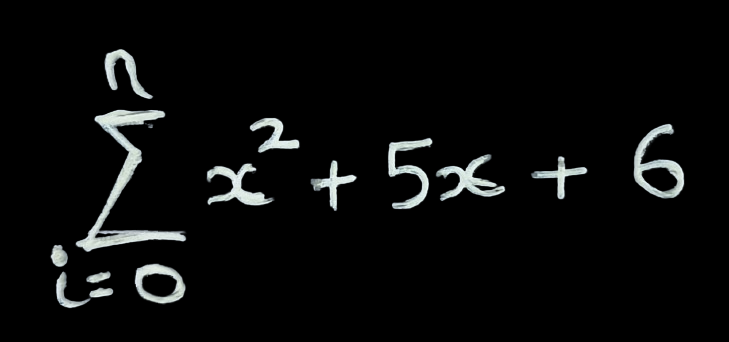 n
∑ x² + 5x + 6
i=0